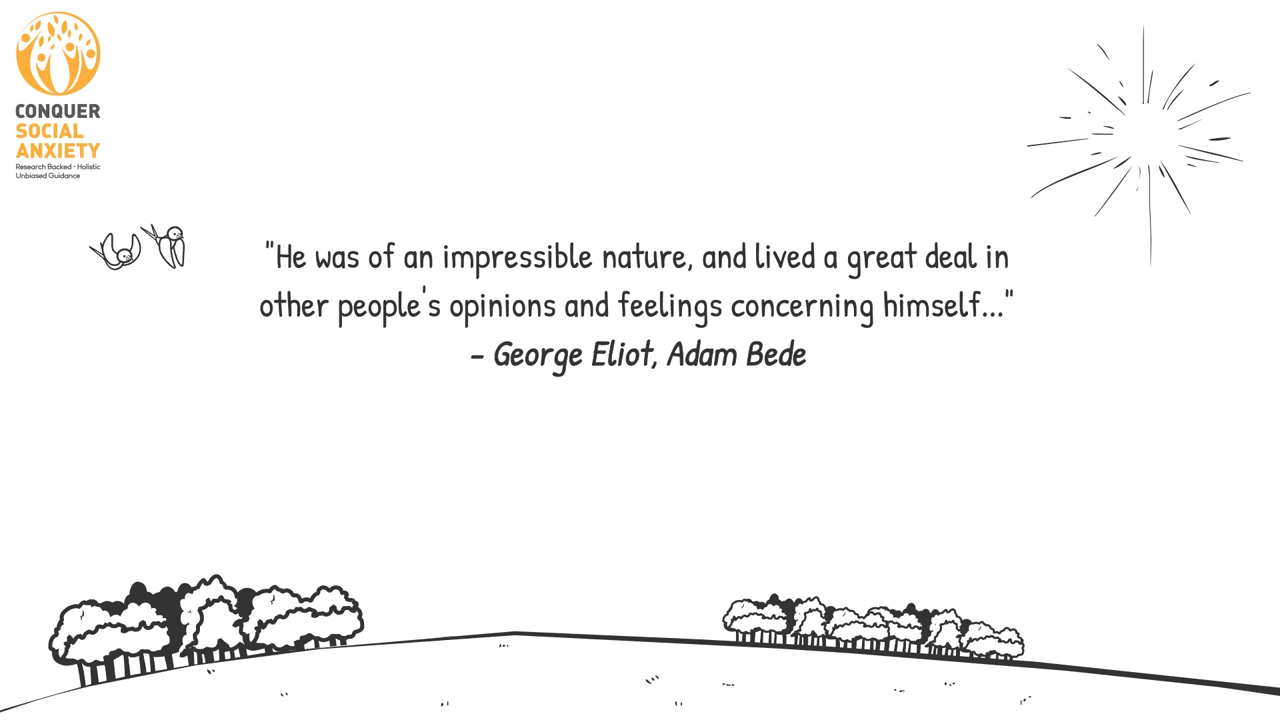 CONQUER
SOCIAL
ANXIETY
Research Backed • Holistic
Unbiased Guidance
"He was of an impressible nature, and lived a great deal in
other people's opinions and feelings concerning himself..."
– George Eliot, Adam Bede